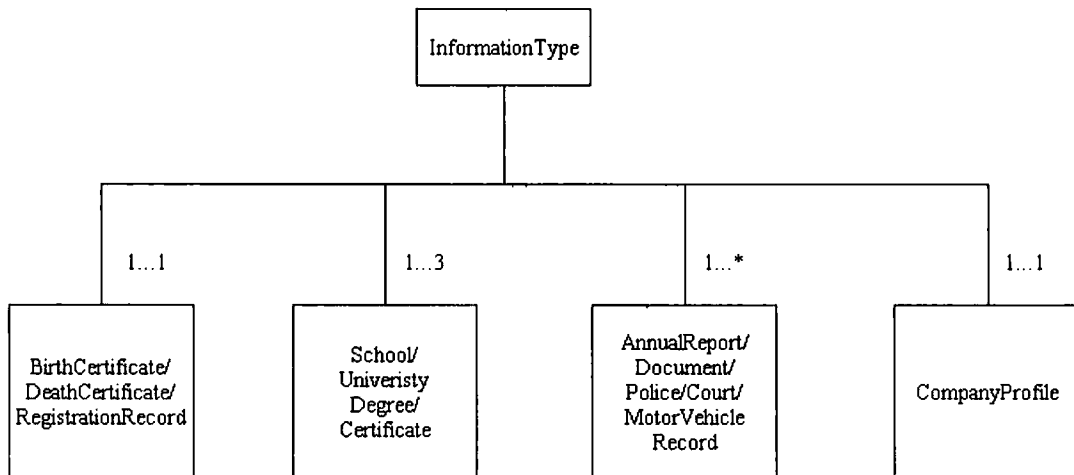 InformationType
1...1
1...3
1...*
1...1
BirthCertificate/
DeathCertificate/
RegistrationRecord
School/
Univeristy
Degree/
Certificate
AnnualReport/
Document/
Police/Court/
MotorVehicle
Record
CompanyProfile